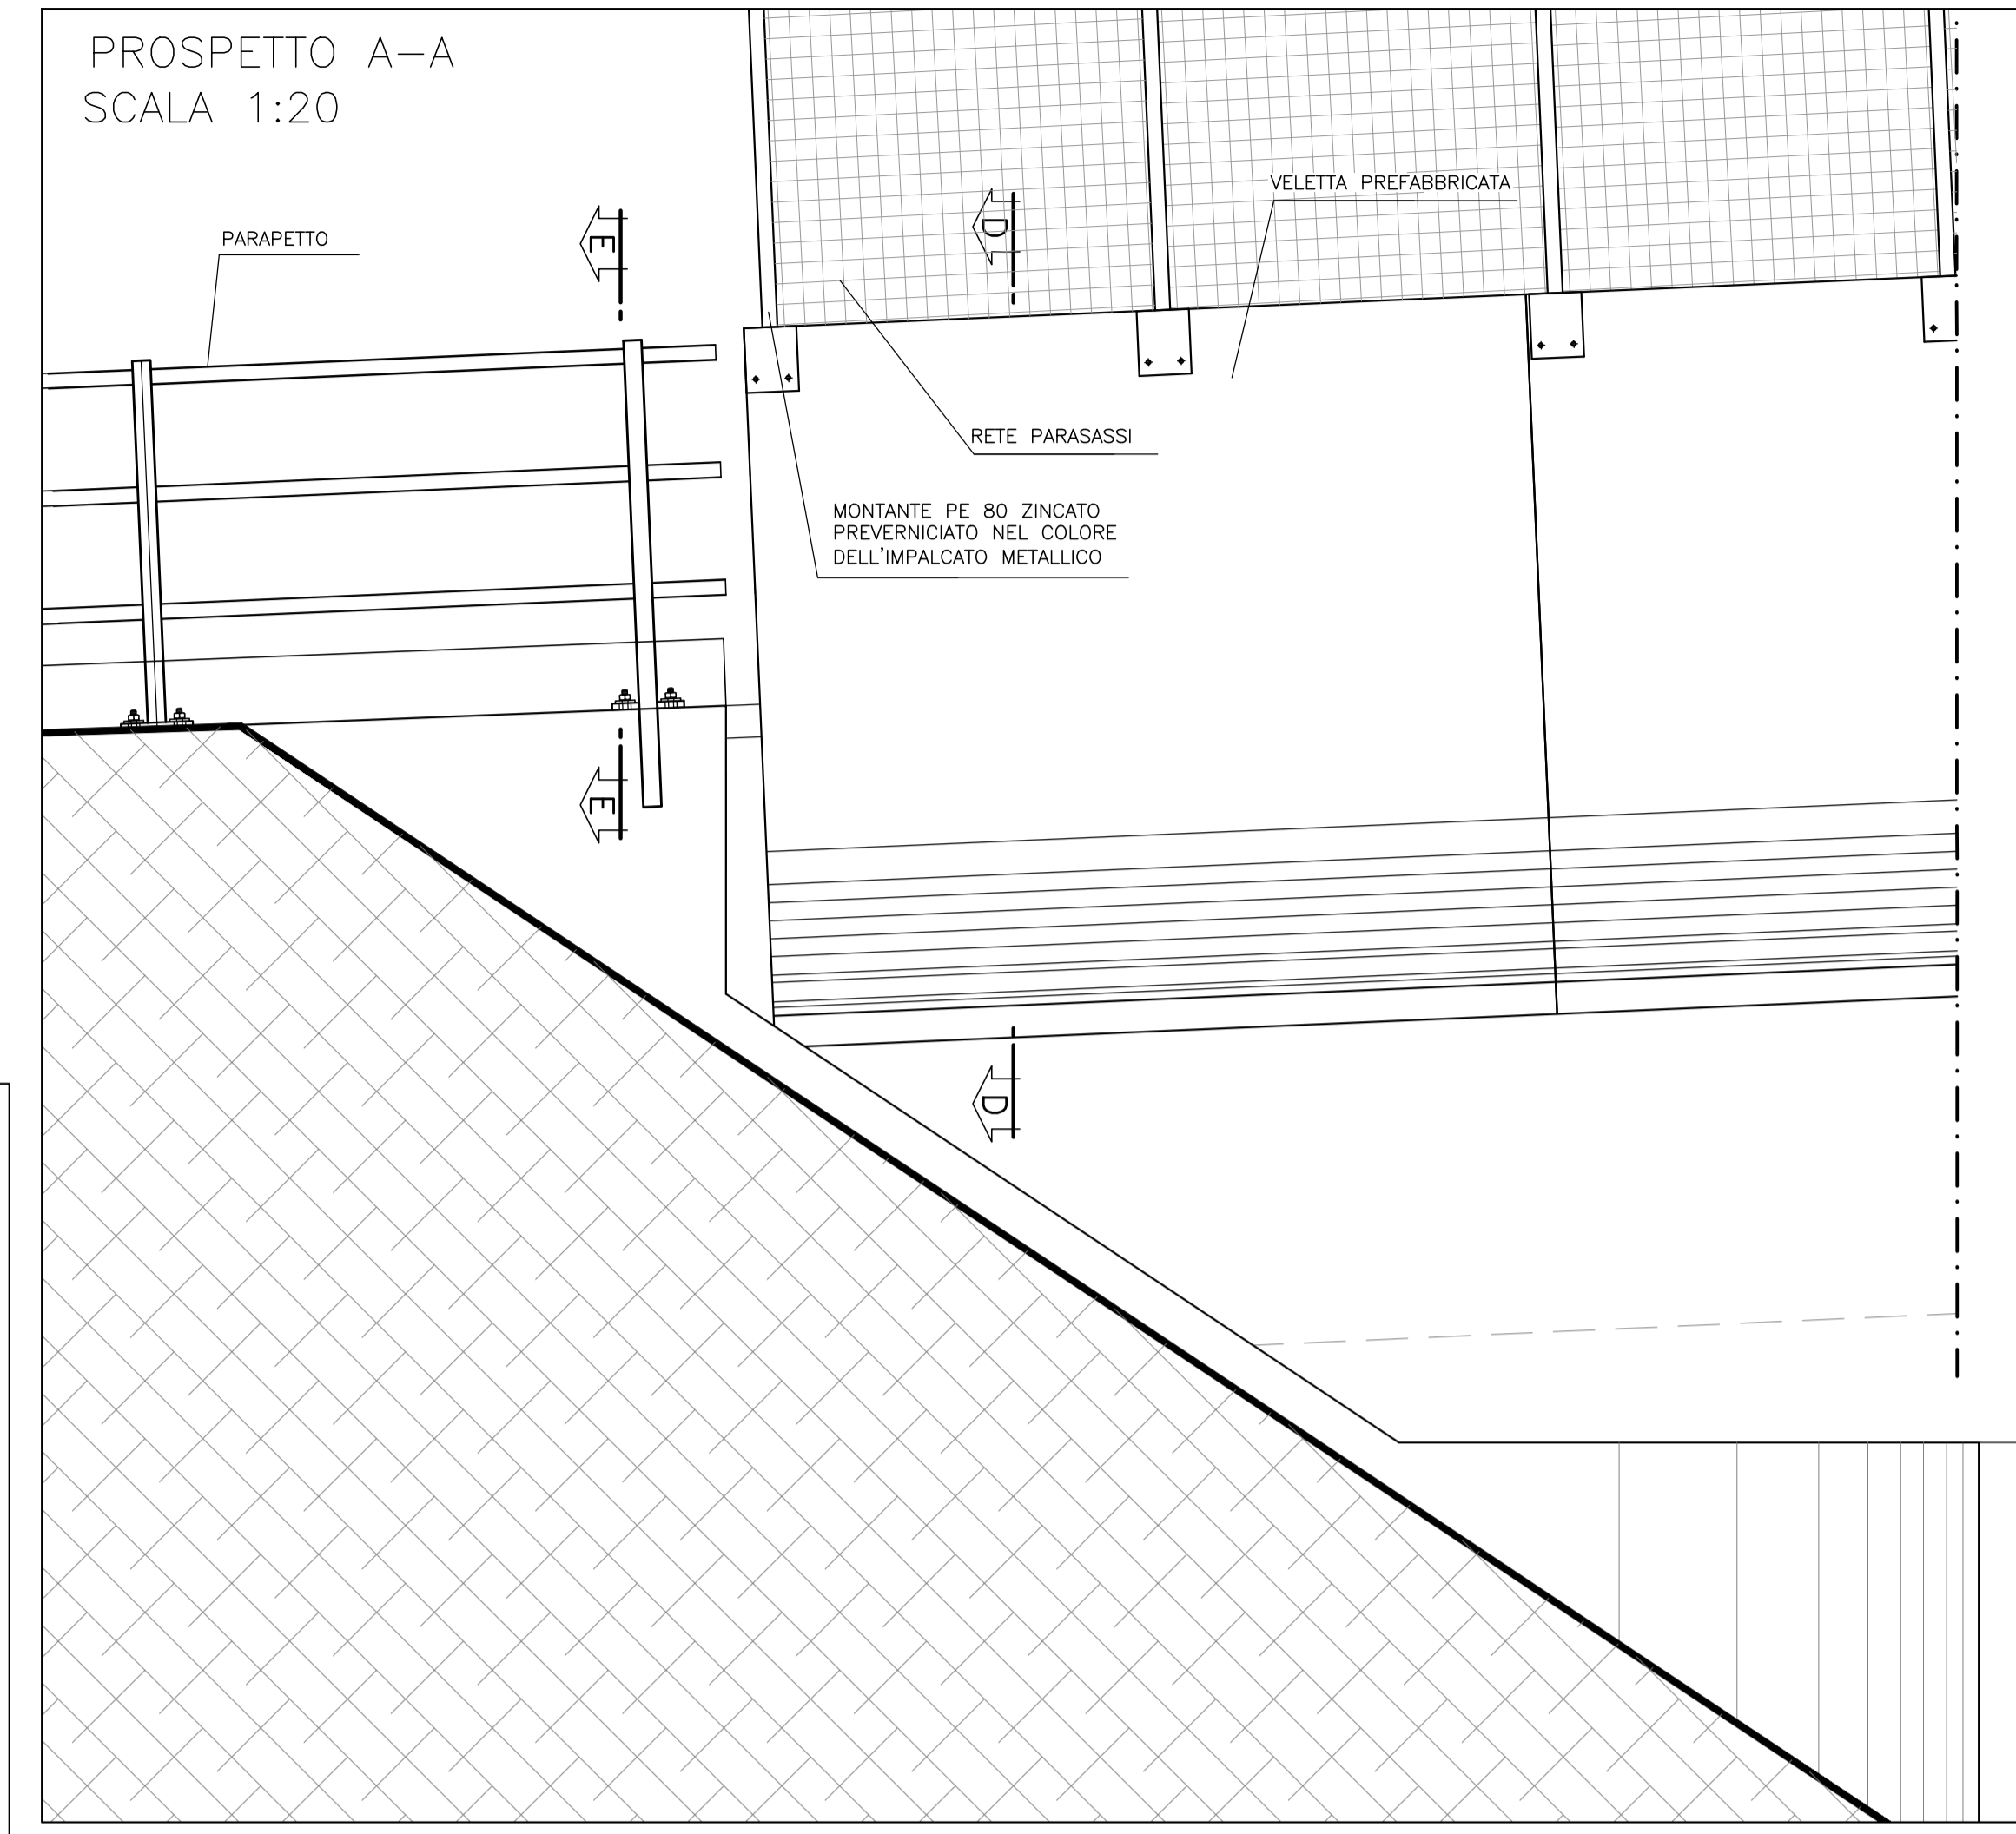 PROSPETTO A-A
SCALA 1:20
VELETTA PREFABBRICATA
PARAPETTO
E
D
RETE PARASASSI
MONTANTE PE 80 ZINCATO
PREVERNICIATO NEL COLORE
DELL'IMPALCATO METALLICO
E
D